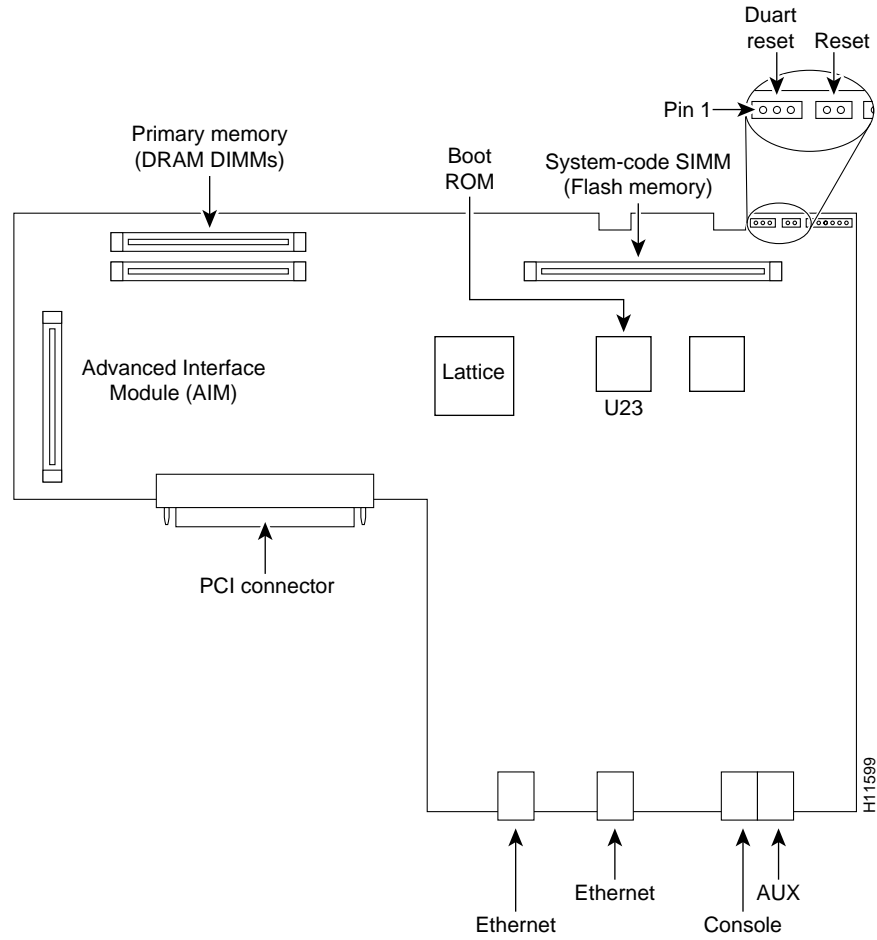 Duart
reset
Reset
Pin 1
Primary memory
(DRAM DIMMs)
Boot
ROM
System-code SIMM
(Flash memory)
Advanced Interface
Module (AIM)
Lattice
U23
PCI connector
H11599
Ethernet
Ethernet
Console
AUX